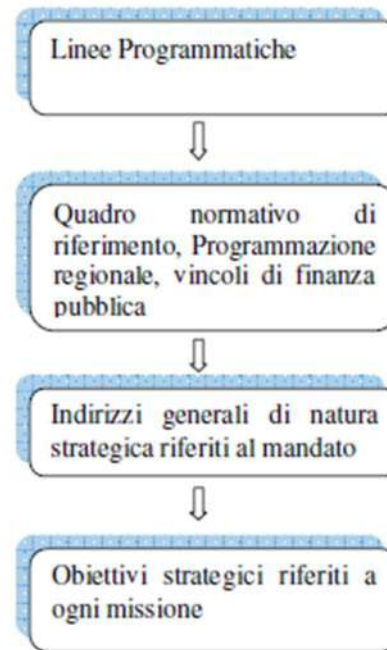 Linee Programmatiche
Quadro normativo di
riferimento, Programmazione
regionale, vincoli di finanza
pubblica
Indirizzi generali di natura
strategica riferiti al mandato
Obiettivi strategici riferiti a
ogni missione